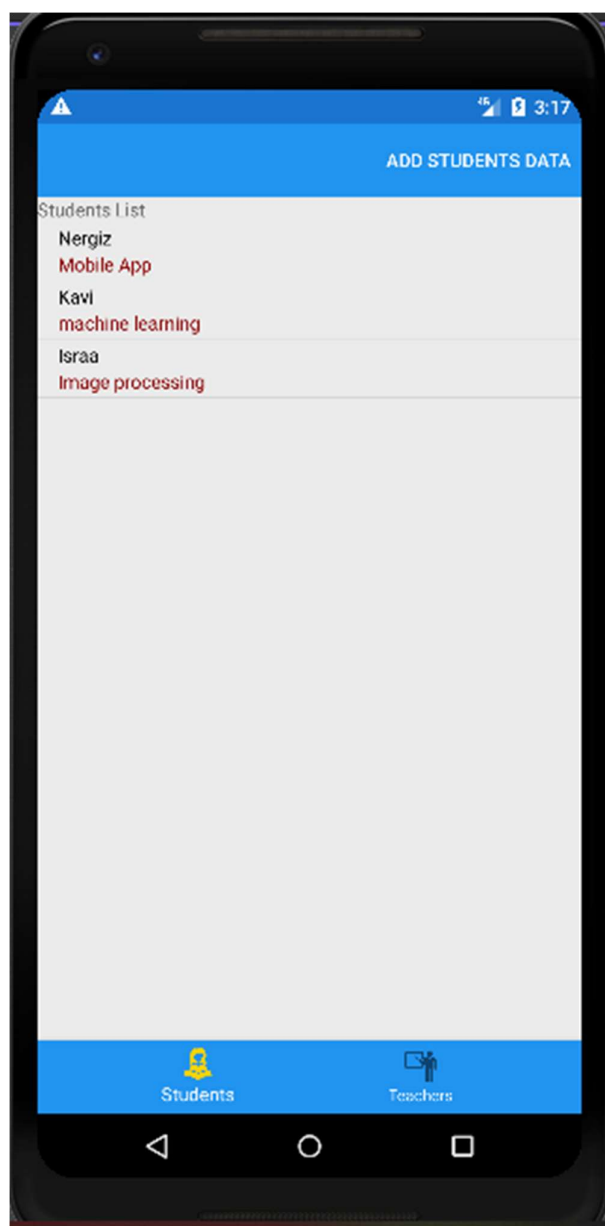 3:17
ADD STUDENTS DATA
Students List
Nergiz
Mobile App
Kavi
machine learning
Israa
Image processing
Students
Teachers